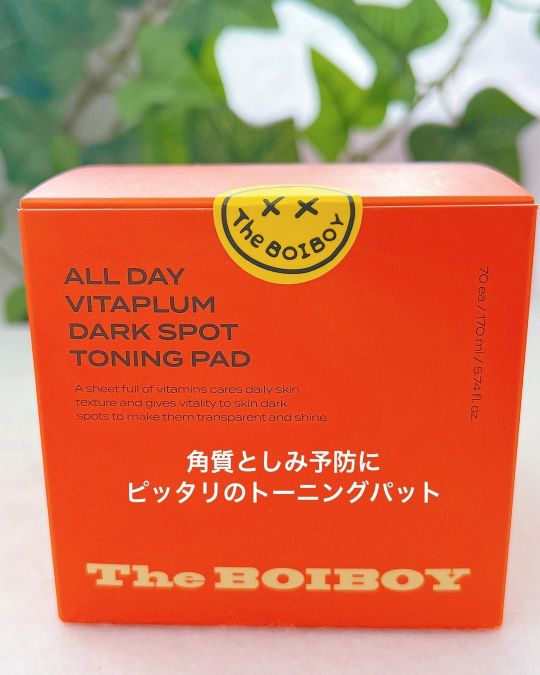 The BOIBOY
ALL DAY
VITAPLUM
DARK SPOT
TONING PAD
70 ea / 170 ml / 5.74 fl. oz
A sheet full of vitamins cares daily skin
texture and gives vitality to skin dark
spots to make them transparent and shine.
角質としみ予防に
ピッタリのトーニングパット
The BOIBOY